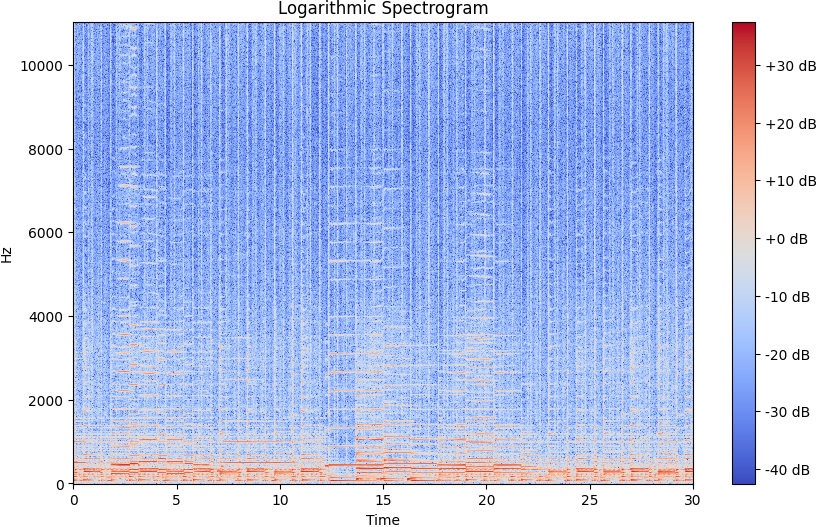 Logarithmic Spectrogram
Hz
10000
8000
6000
4000
2000
0
0 5 10 15 20 25 30
Time
+30 dB
+20 dB
+10 dB
+0 dB
-10 dB
-20 dB
-30 dB
-40 dB